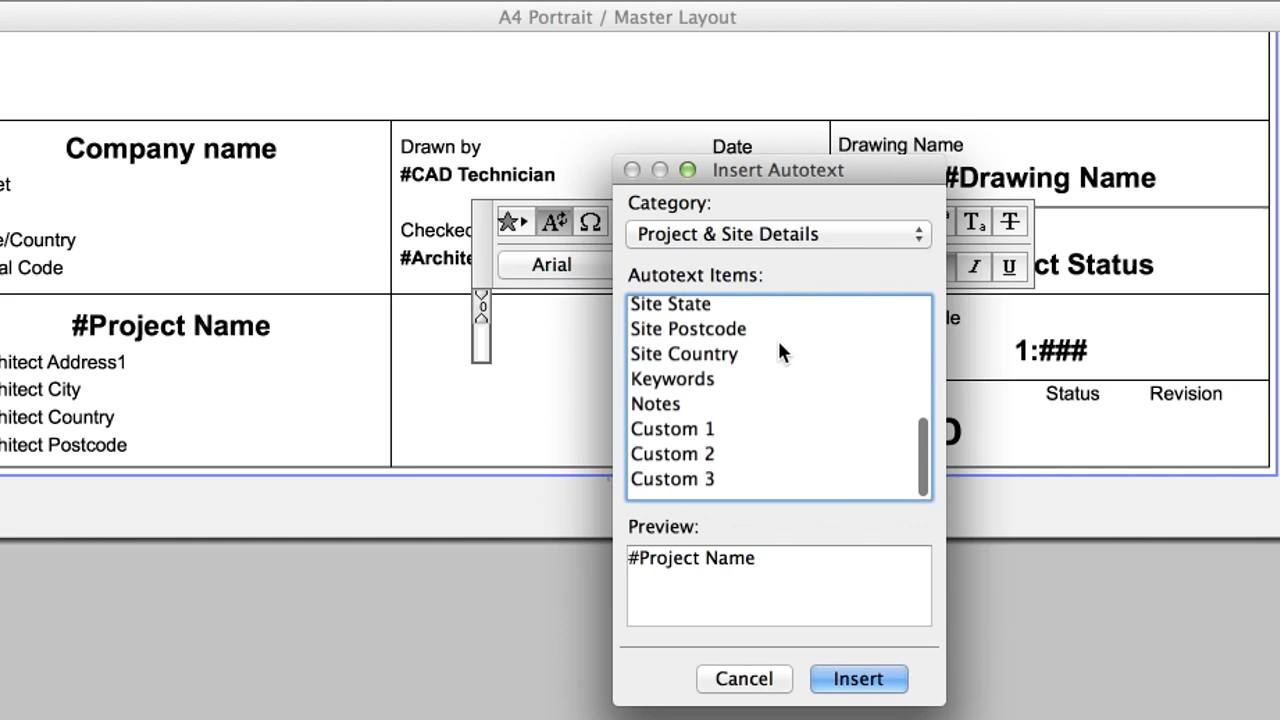 A4 Portrait / Master Layout
Company name
et
e/Country
al Code
Drawn by
#CAD Technician
Date
Drawing Name
#Drawing Name
Checked
#Archite
Arial
ct Status
#Project Name
hitect Address1
hitect City
hitect Country
hitect Postcode
0
le
1:###
Status
Revision
Insert Autotext
Category:
Project & Site Details
Autotext Items:
Site State
Site Postcode
Site Country
Keywords
Notes
Custom 1
Custom 2
Custom 3
Preview:
#Project Name
Cancel
Insert